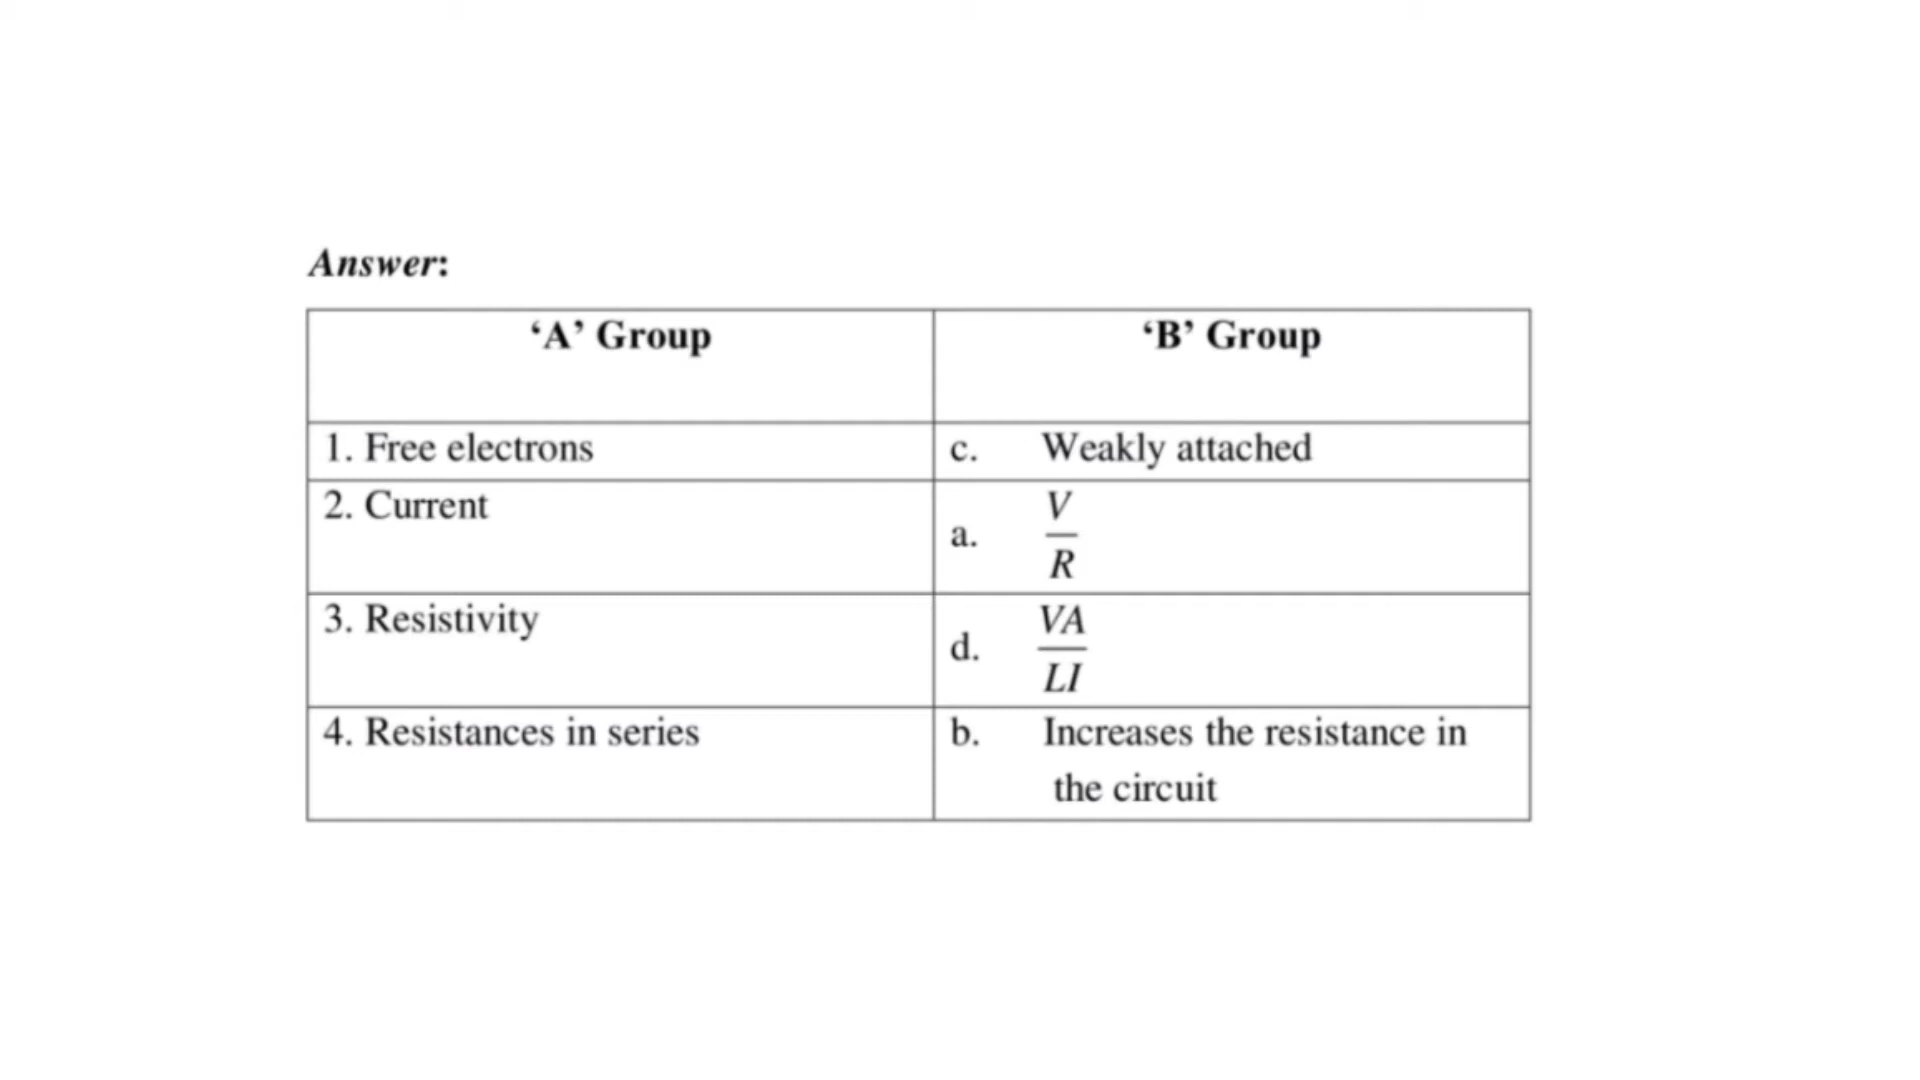 Answer:
‘A’ Group ‘B’ Group
1. Free electrons c. Weakly attached
2. Current a. V/R
3. Resistivity d. VA/LI
4. Resistances in series b. Increases the resistance in
the circuit